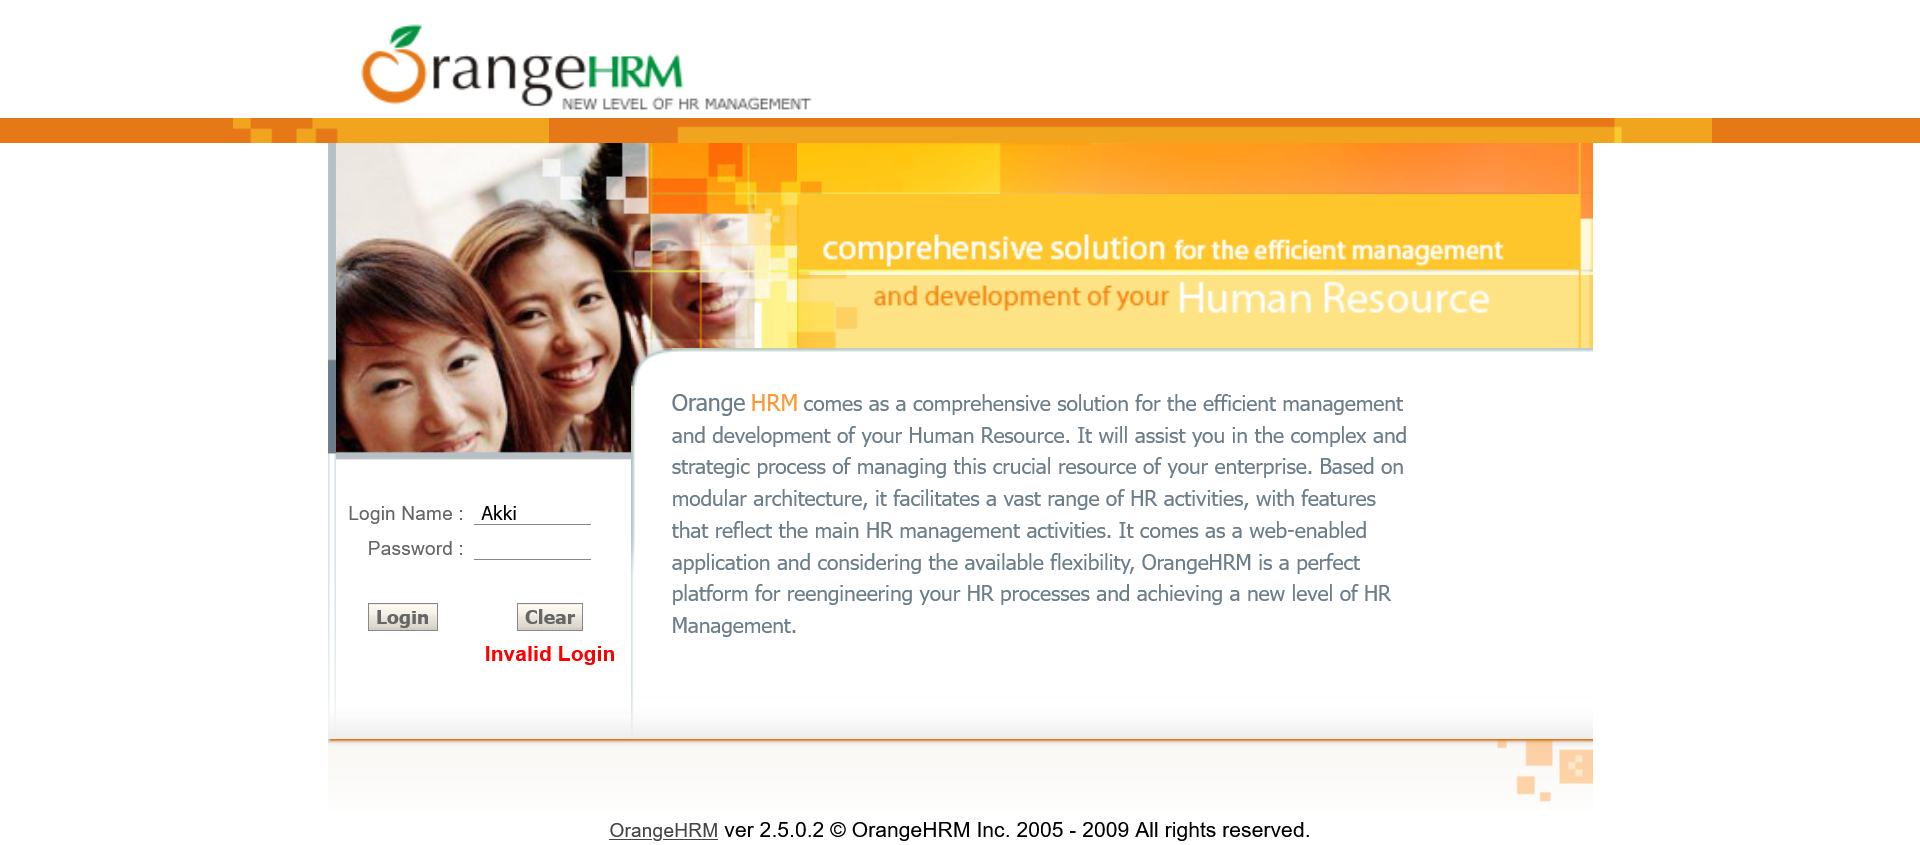 OrangeHRM
NEW LEVEL OF HR MANAGEMENT
comprehensive solution for the efficient management
and development of your Human Resource
Orange HRM comes as a comprehensive solution for the efficient management
and development of your Human Resource. It will assist you in the complex and
strategic process of managing this crucial resource of your enterprise. Based on
modular architecture, it facilitates a vast range of HR activities, with features
that reflect the main HR management activities. It comes as a web-enabled
application and considering the available flexibility, OrangeHRM is a perfect
platform for reengineering your HR processes and achieving a new level of HR
Management.
Login Name : Akki
Password :
Login Clear
Invalid Login
OrangeHRM ver 2.5.0.2 © OrangeHRM Inc. 2005 - 2009 All rights reserved.